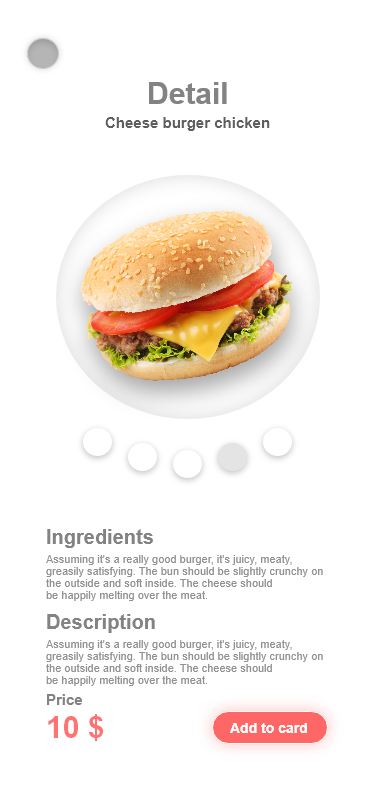 Detail
Cheese burger chicken
Ingredients
Assuming it's a really good burger, it's juicy, meaty,
greasily satisfying. The bun should be slightly crunchy on
the outside and soft inside. The cheese should
be happily melting over the meat.
Description
Assuming it's a really good burger, it's juicy, meaty,
greasily satisfying. The bun should be slightly crunchy on
the outside and soft inside. The cheese should
be happily melting over the meat.
Price
10 $
Add to card